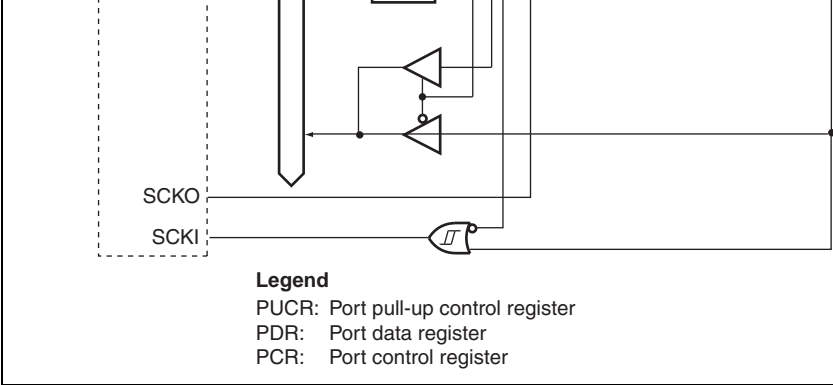 SCKO
SCKI
Legend
PUCR: Port pull-up control register
PDR: Port data register
PCR: Port control register